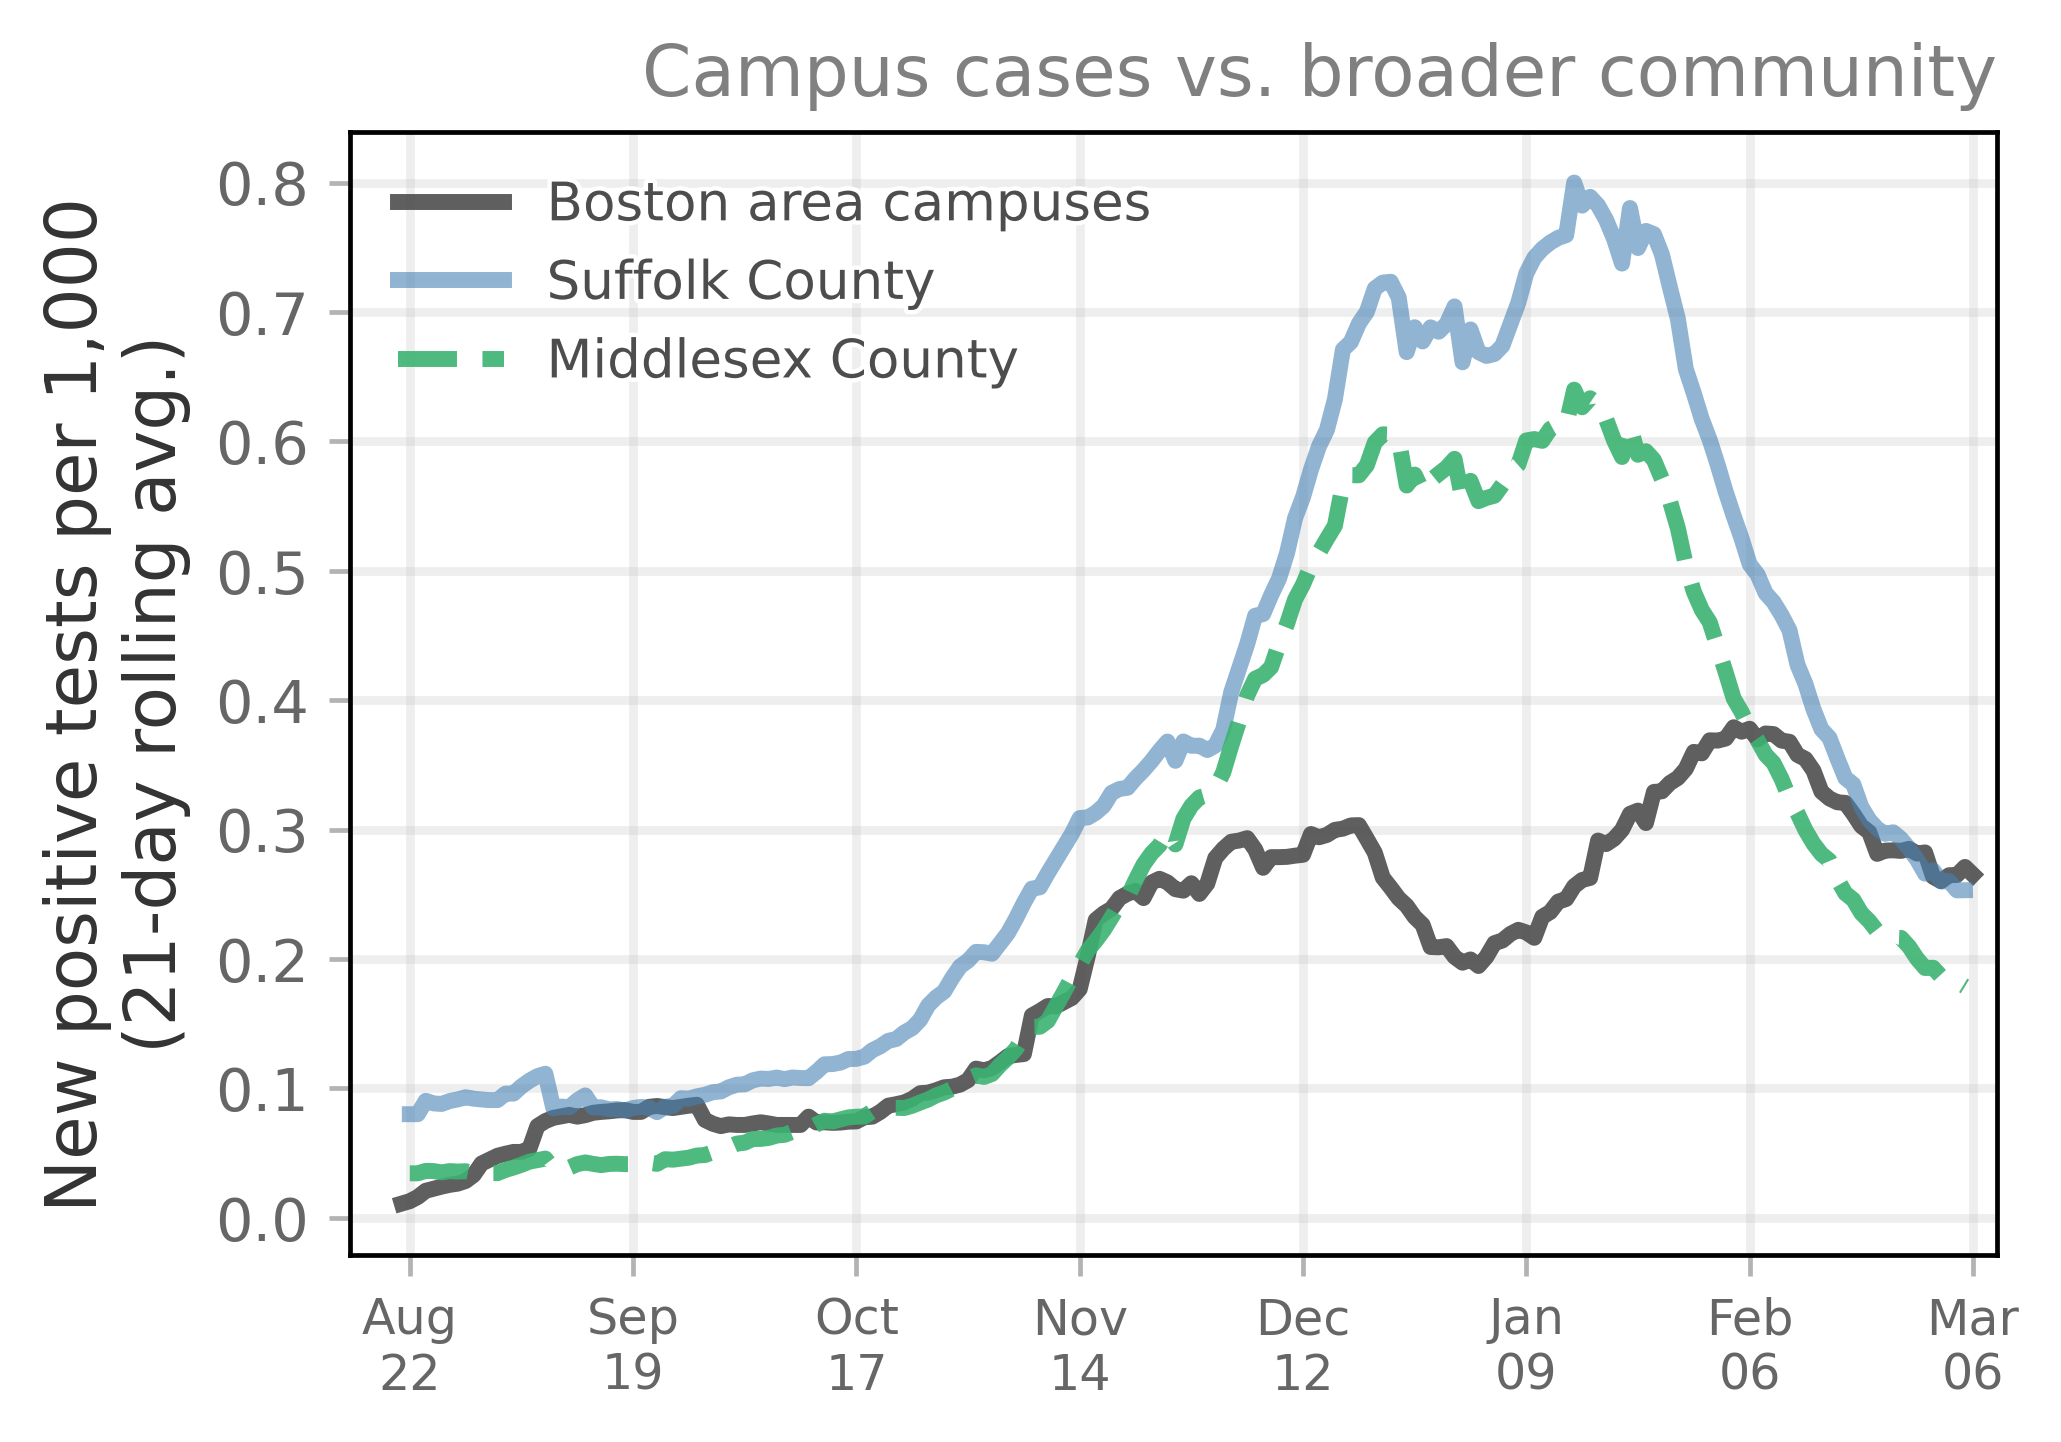 Campus cases vs. broader community
New positive tests per 1,000
(21-day rolling avg.)
0.8
0.7
0.6
0.5
0.4
0.3
0.2
0.1
0.0
Boston area campuses
Suffolk County
Middlesex County
Aug Sep Oct Nov Dec Jan Feb Mar
22 19 17 14 12 09 06 06